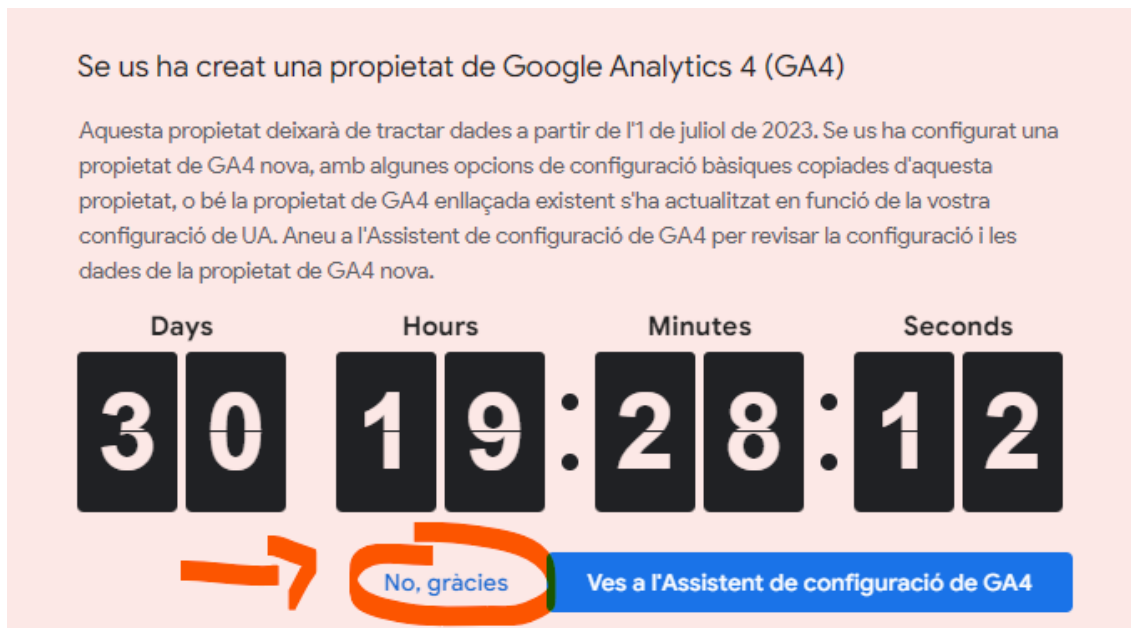 Se us ha creat una propietat de Google Analytics 4 (GA4)
Aquesta propietat deixarà de tractar dades a partir de l'1 de juliol de 2023. Se us ha configurat una
propietat de GA4 nova, amb algunes opcions de configuració bàsiques copiades d'aquesta
propietat, o bé la propietat de GA4 enllaçada existent s'ha actualitzat en funció de la vostra
configuració de UA. Aneu a l'Assistent de configuració de GA4 per revisar la configuració i les
dades de la propietat de GA4 nova.
Days Hours Minutes Seconds
30 19:28:12
No, gràcies Ves a l'Assistent de configuració de GA4